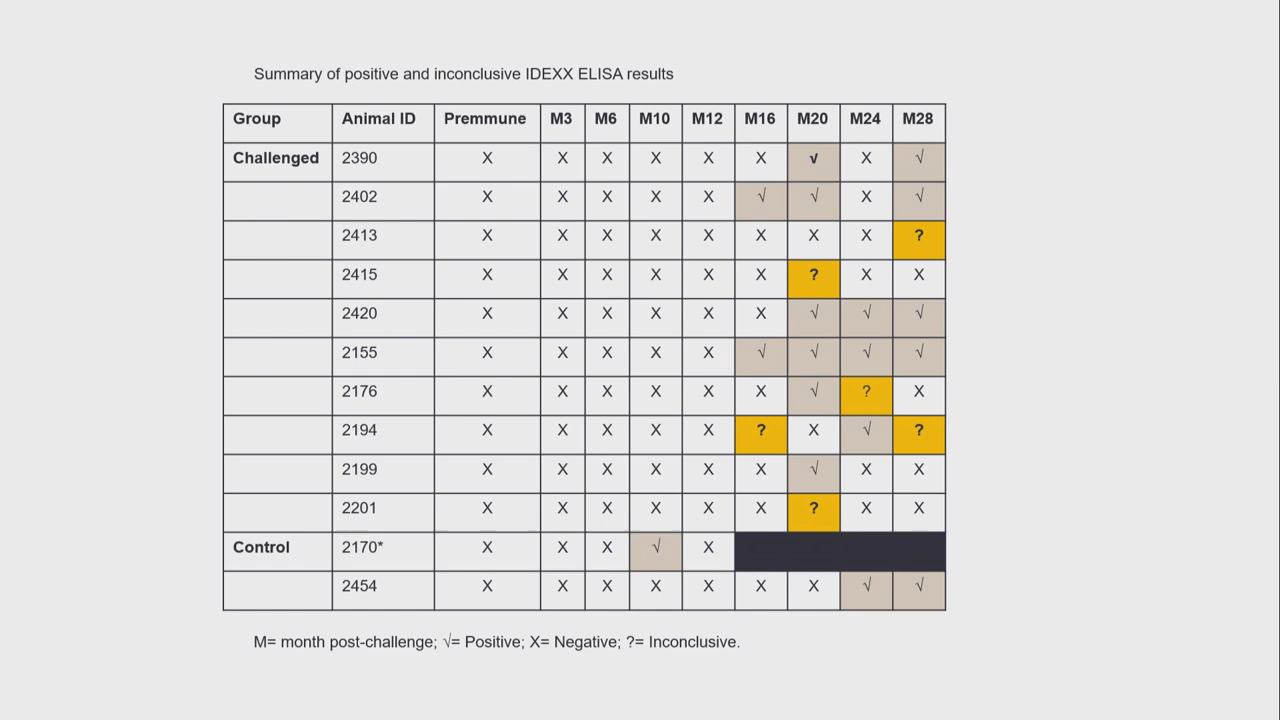 Summary of positive and inconclusive IDEXX ELISA results
Group Animal ID Premmune M3 M6 M10 M12 M16 M20 M24 M28
Challenged 2390 X X X X X X √ X √
2402 X X X X X √ √ X √
2413 X X X X X X X X ?
2415 X X X X X X ? X X
2420 X X X X X X √ √ √
2155 X X X X X √ √ √ √
2176 X X X X X X √ ? X
2194 X X X X X ? X √ ?
2199 X X X X X X √ X X
2201 X X X X X X ? X X
Control 2170* X X X √ X
2454 X X X X X X X √ √
M= month post-challenge; √= Positive; X= Negative; ?= Inconclusive.